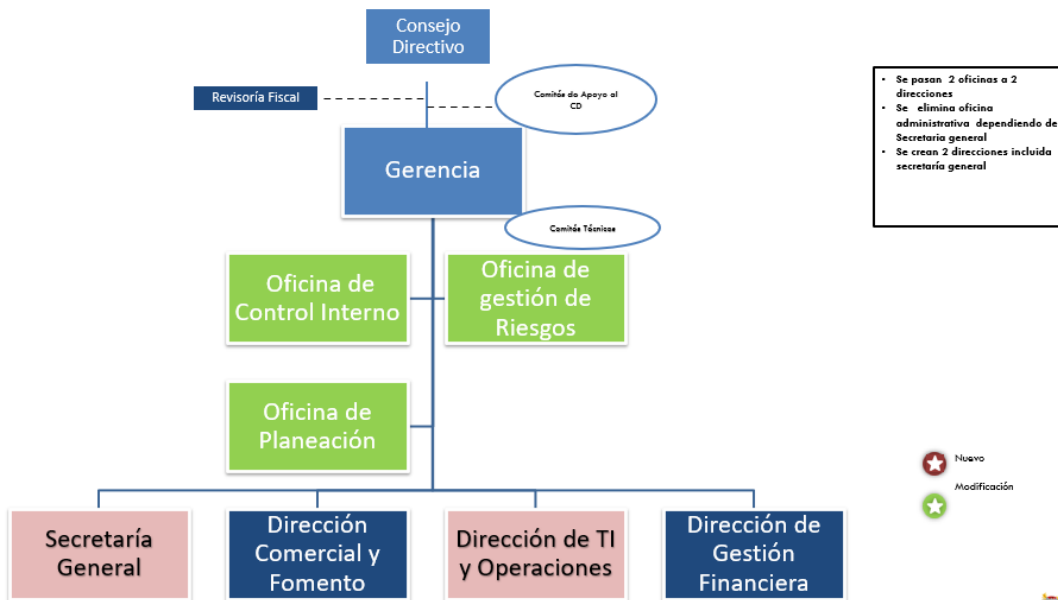 Consejo
Directivo
Revisoría Fiscal
Comités de Apoyo al
CD
• Se pasan 2 oficinas a 2
direcciones
• Se elimina oficina
administrativa dependiendo de
Secretaria general
• Se crean 2 direcciones incluida
secretaría general
Gerencia
Comités Técnicos
Oficina de
Control Interno
Oficina de
gestión de
Riesgos
Oficina de
Planeación
Nuevo
Modificación
Secretaría
General
Dirección
Comercial y
Fomento
Dirección de TI
y Operaciones
Dirección de
Gestión
Financiera